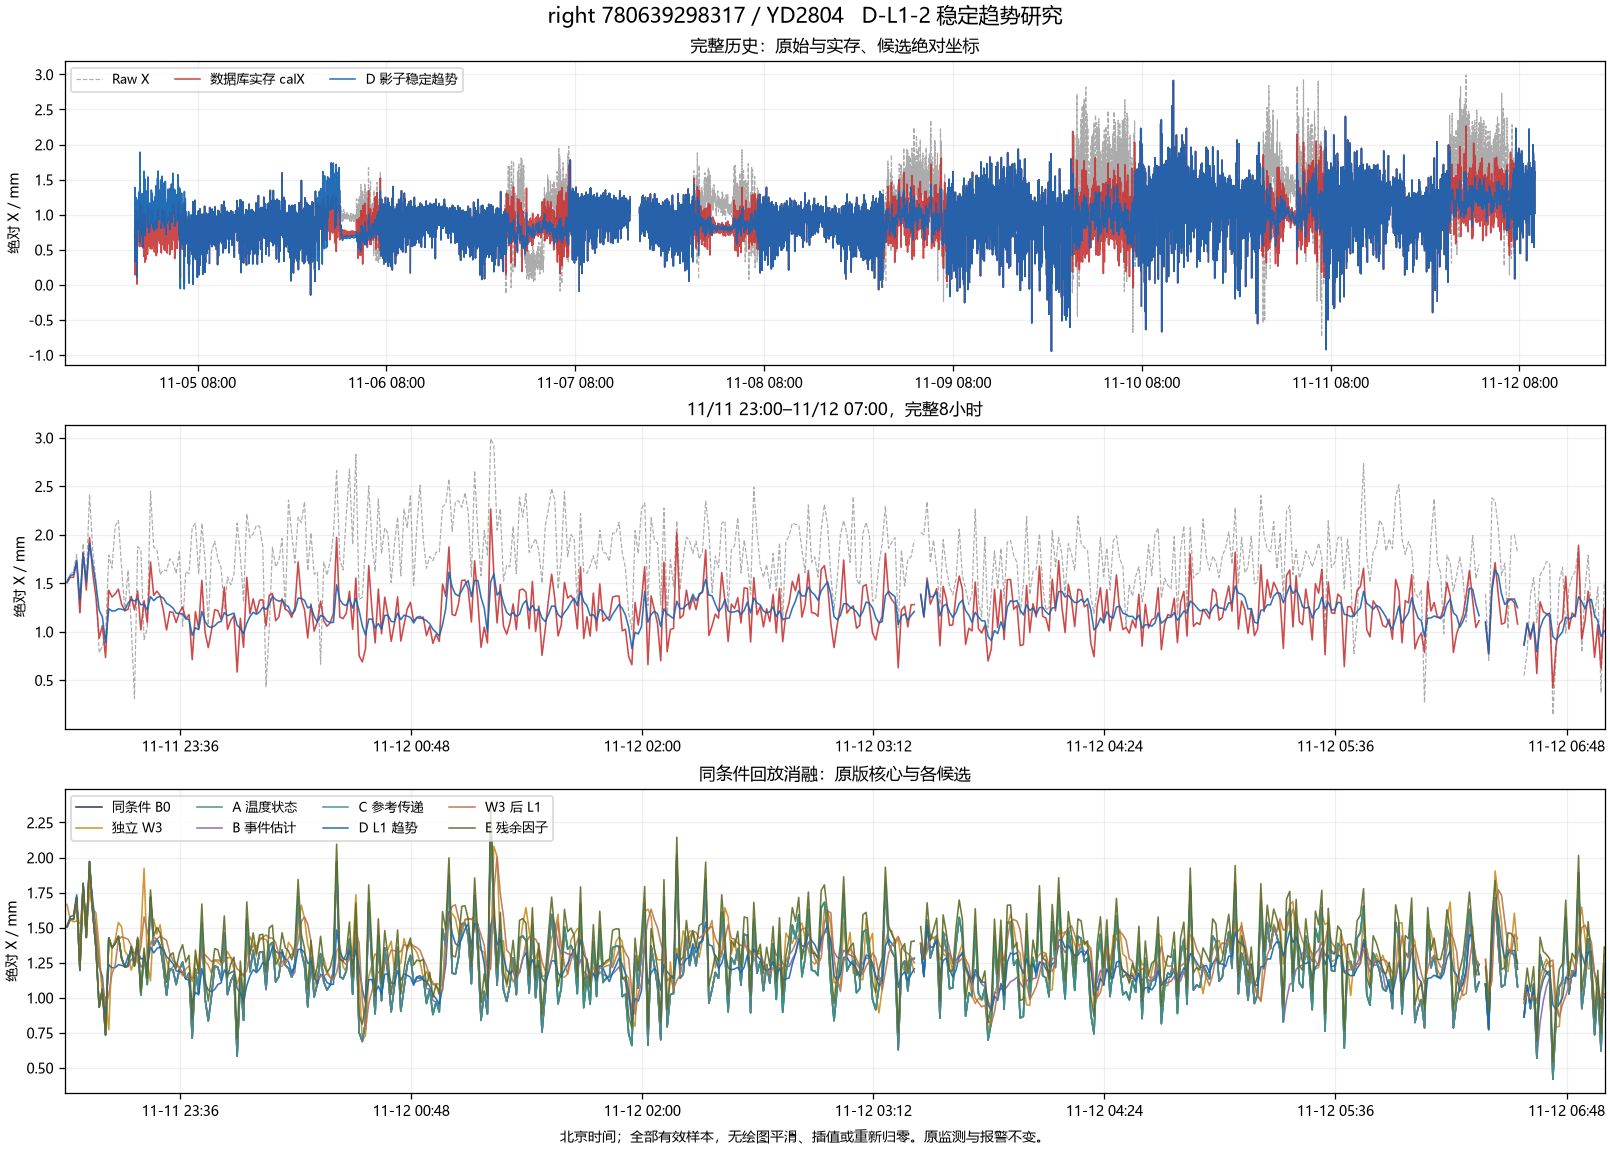 right 780639298317 / YD2804   D-L1-2 稳定趋势研究
完整历史：原始与实存、候选绝对坐标
Raw X   数据库实存 calX   D 影子稳定趋势
绝对 X / mm
3.0
2.5
2.0
1.5
1.0
0.5
0.0
-0.5
-1.0
11-05 08:00   11-06 08:00   11-07 08:00   11-08 08:00   11-09 08:00   11-10 08:00   11-11 08:00   11-12 08:00
11/11 23:00–11/12 07:00，完整8小时
绝对 X / mm
3.0
2.5
2.0
1.5
1.0
0.5
11-11 23:36   11-12 00:48   11-12 02:00   11-12 03:12   11-12 04:24   11-12 05:36   11-12 06:48
同条件回放消融：原版核心与各候选
同条件 B0   A 温度状态   C 参考传递   W3 后 L1
独立 W3   B 事件估计   D L1 趋势   E 残余因子
绝对 X / mm
2.25
2.00
1.75
1.50
1.25
1.00
0.75
0.50
11-11 23:36   11-12 00:48   11-12 02:00   11-12 03:12   11-12 04:24   11-12 05:36   11-12 06:48
北京时间；全部有效样本，无绘图平滑、插值或重新归零。原监测与报警不变。